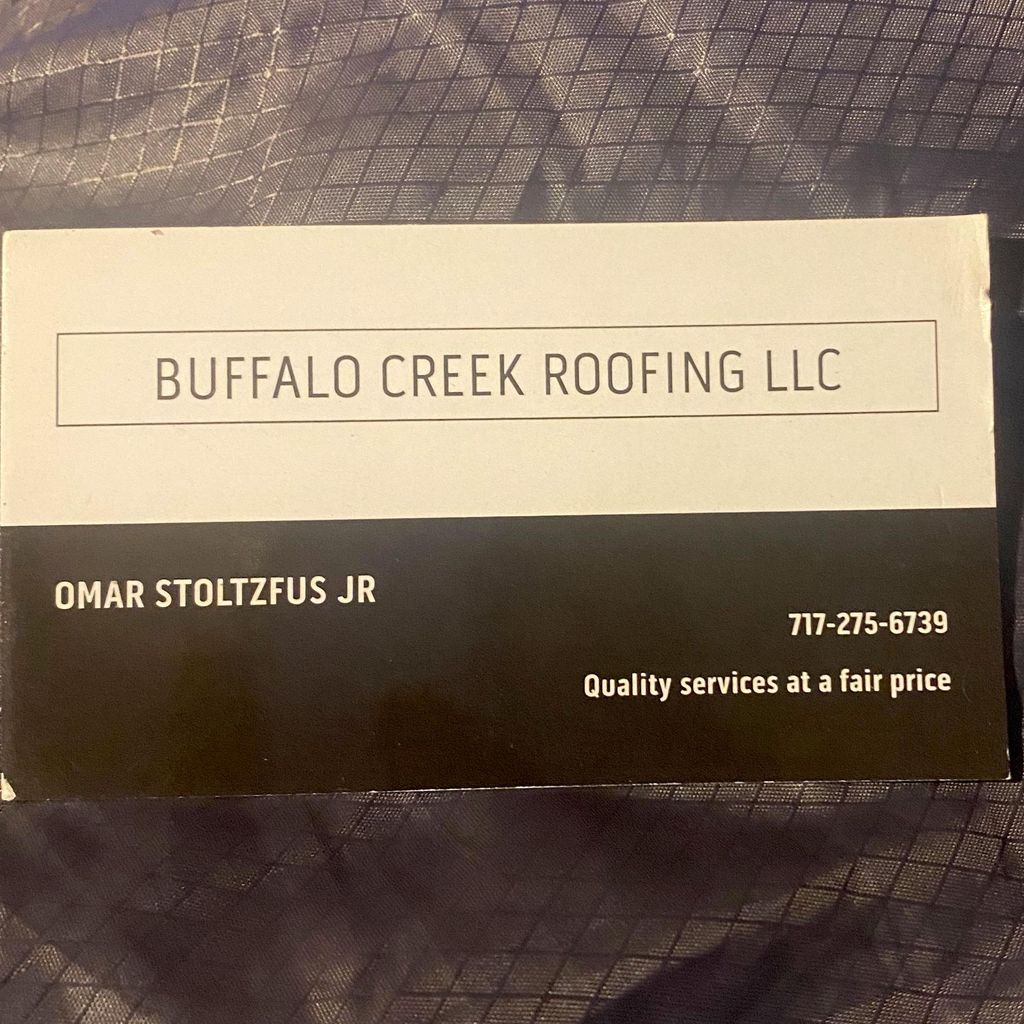 BUFFALO CREEK ROOFING LLC
OMAR STOLTZFUS JR
717-275-6739
Quality services at a fair price